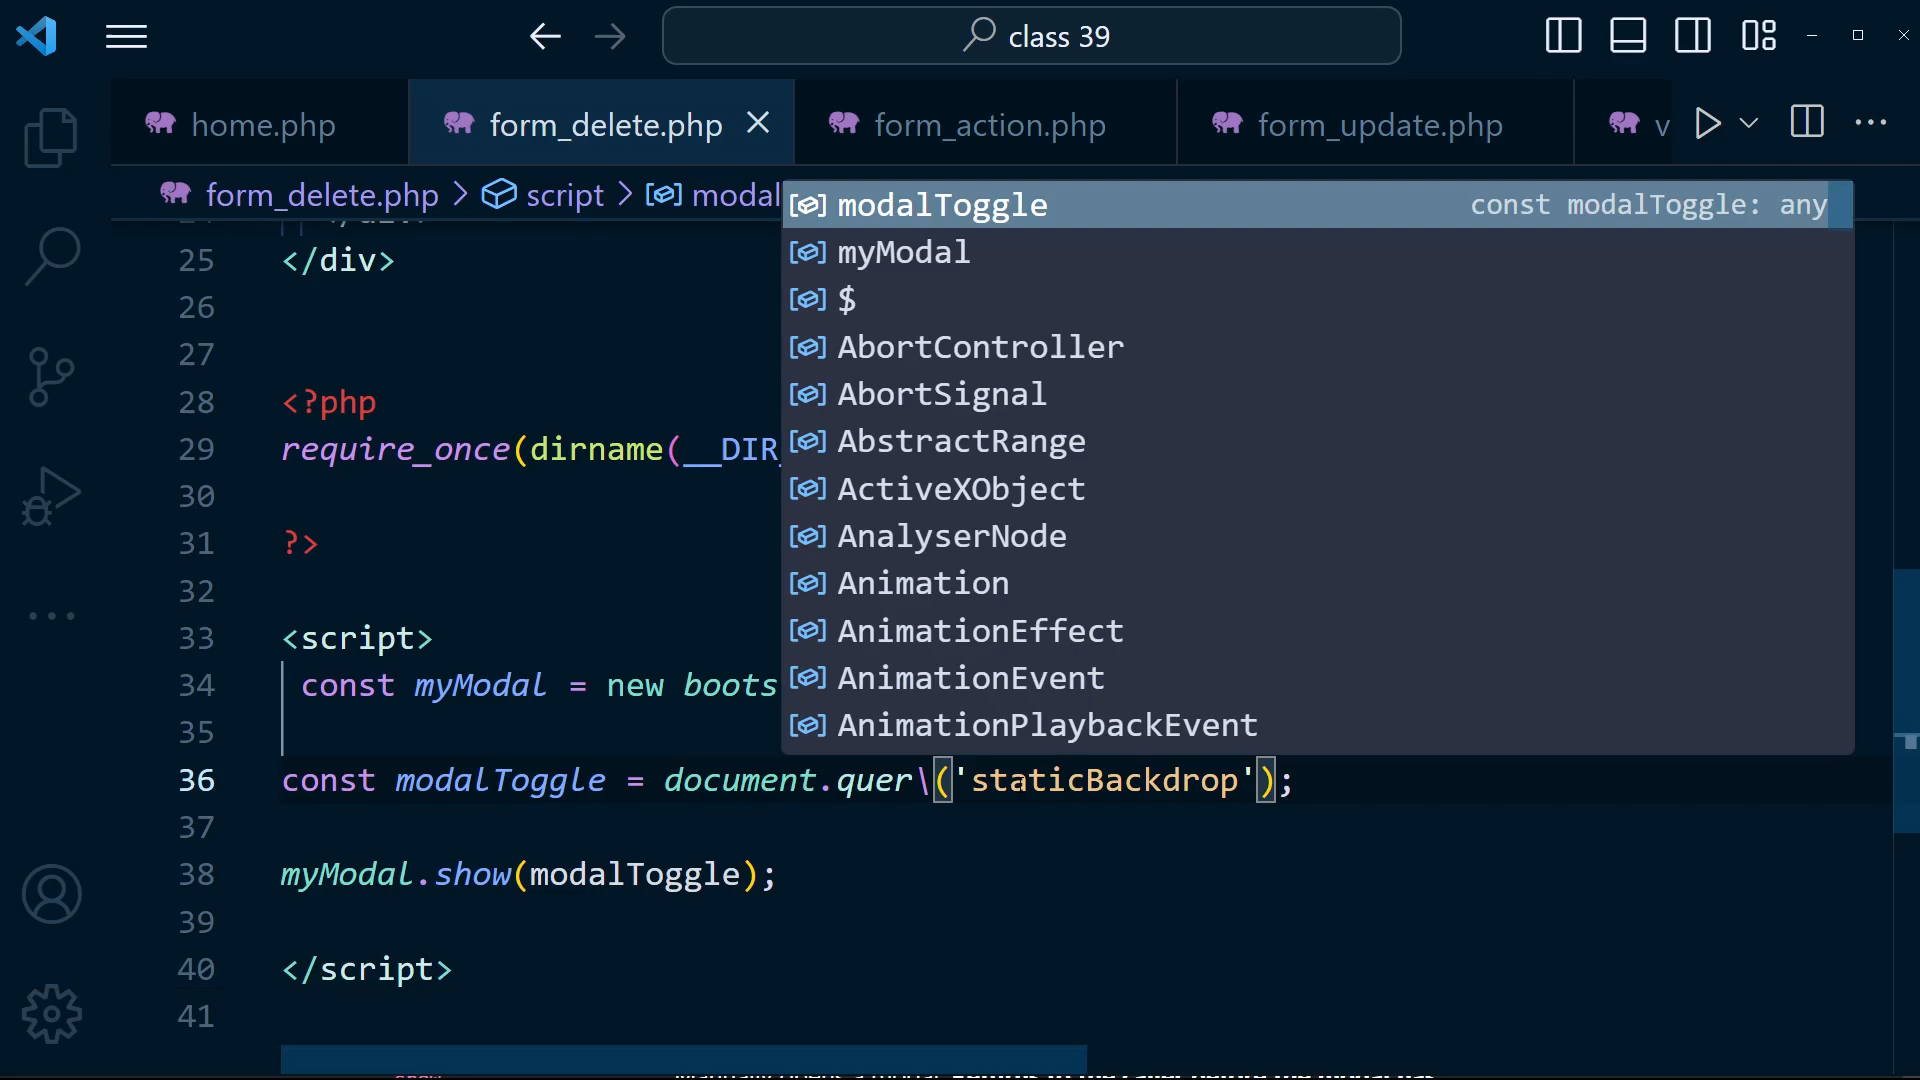 class 39
home.php
form_delete.php
form_action.php
form_update.php
v
form_delete.php > script > modal
modalToggle const modalToggle: any
myModal
$
AbortController
AbortSignal
AbstractRange
ActiveXObject
AnalyserNode
Animation
AnimationEffect
AnimationEvent
AnimationPlaybackEvent
25 </div>
26
27
28 <?php
29 require_once(dirname(__DIR_
30
31 ?>
32
33 <script>
34 const myModal = new boots
35
36 const modalToggle = document.quer\('staticBackdrop');
37
38 myModal.show(modalToggle);
39
40 </script>
41